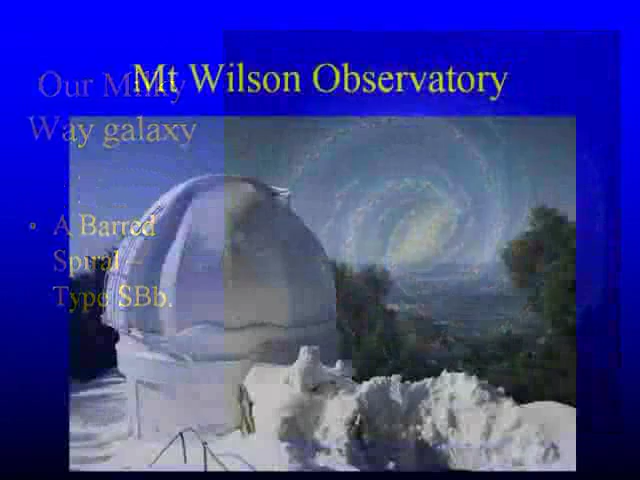 Mt Wilson Observatory
Our Milky
Way galaxy
• A Barred
Spiral –
Type SBb.